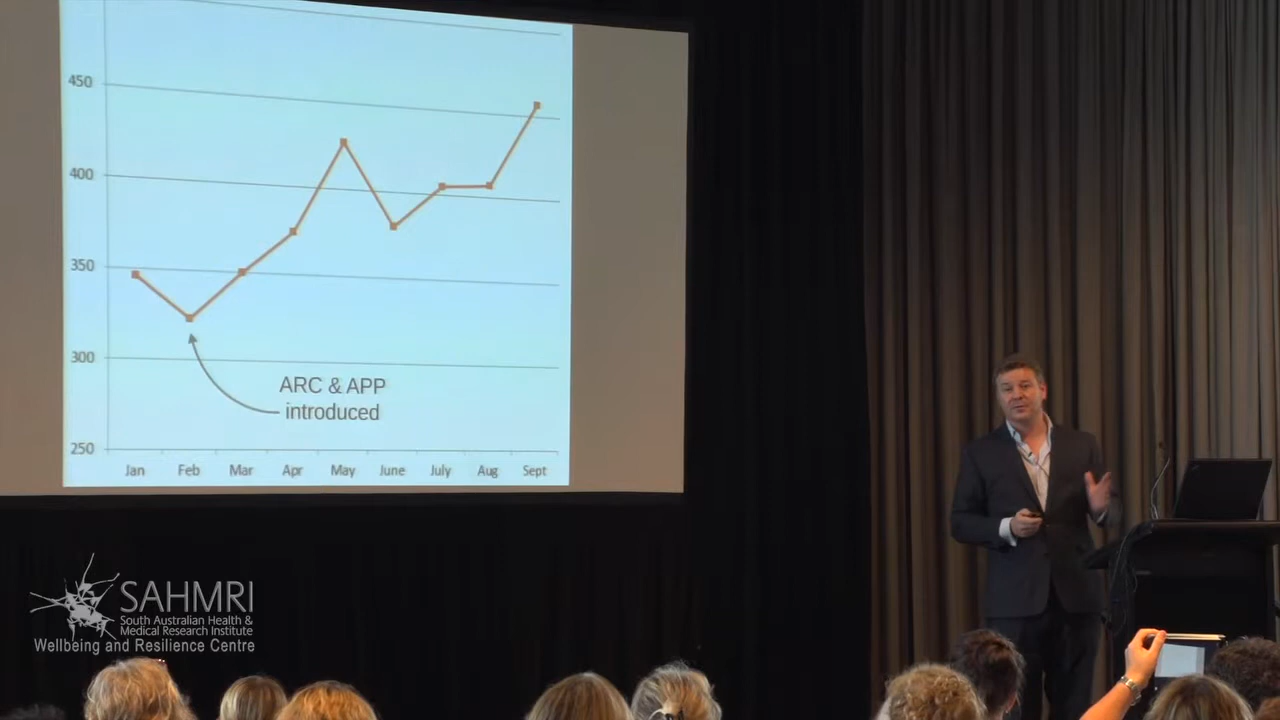 450
400
350
300
250
ARC & APP
introduced
Jan Feb Mar Apr May June July Aug Sept
SAHMRI
South Australian Health &
Medical Research Institute
Wellbeing and Resilience Centre